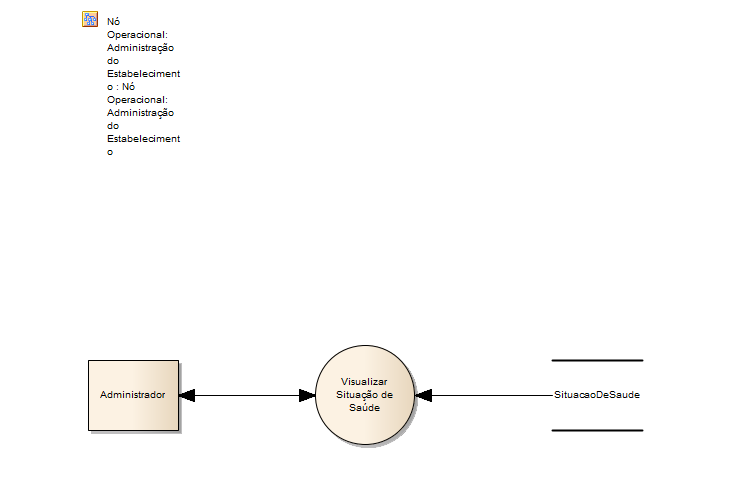 Nó
Operacional:
Administração
do
Estabeleciment
o : Nó
Operacional:
Administração
do
Estabeleciment
o
Administrador
Visualizar
Situação de
Saúde
SituacaoDeSaude